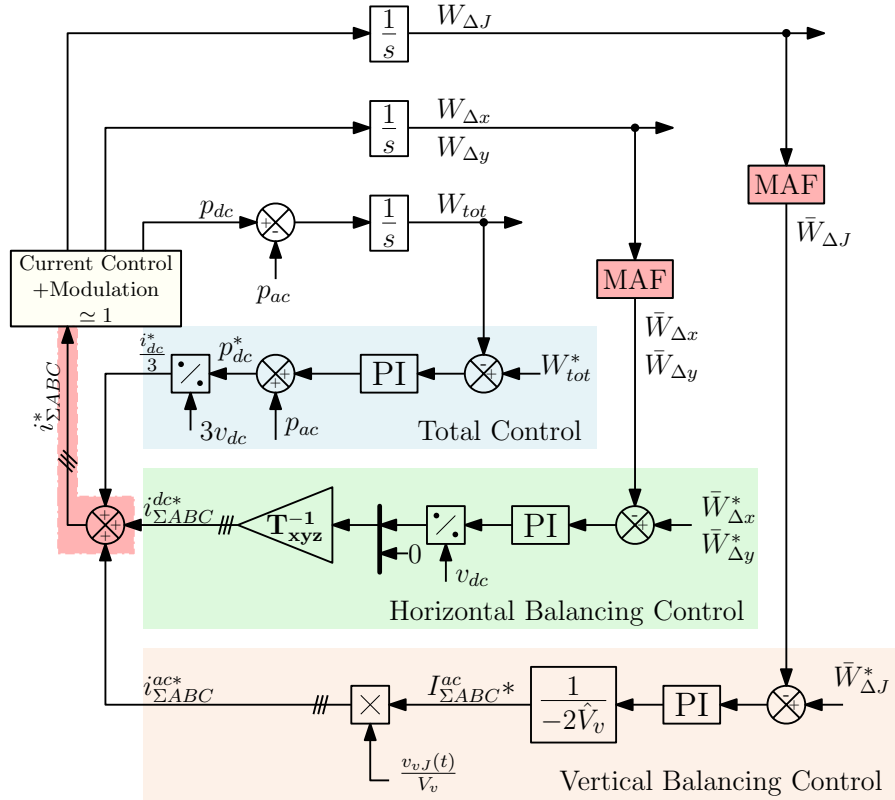 1/s
W_{ΔJ}
1/s
W_{Δx}
W_{Δy}
MAF
W̄_{ΔJ}
p_{dc}
+
-
1/s
W_{tot}
p_{ac}
Current Control
+Modulation
≃ 1
MAF
W̄_{Δx}
W̄_{Δy}
i*_{ΣABC}
i*_{dc}/3
p*_{dc}
+
+
PI
-
+
W*_{tot}
3v_{dc}
p_{ac}
Total Control
+
+
+
i^{dc*}_{ΣABC}
T^{-1}_{xyz}
0
v_{dc}
PI
-
+
W̄*_{Δx}
W̄*_{Δy}
Horizontal Balancing Control
i^{ac*}_{ΣABC}
×
I^{ac}_{ΣABC}*
1/(-2V̂_v)
PI
-
+
W̄*_{ΔJ}
v_{vJ}(t)/V_v
Vertical Balancing Control